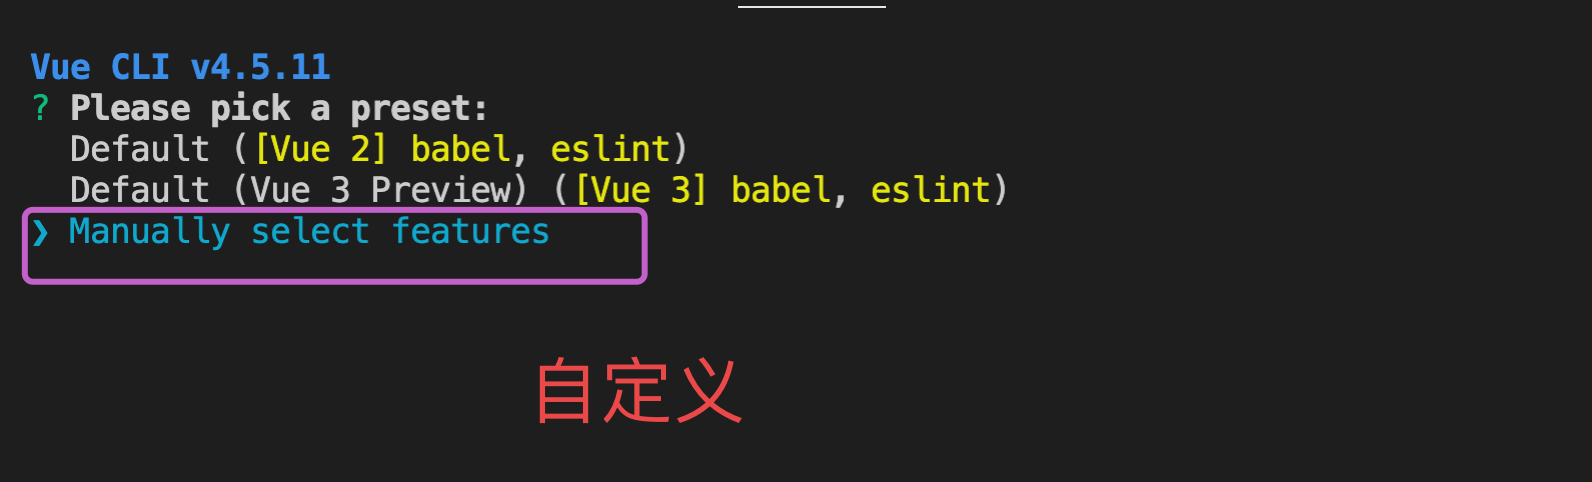 Vue CLI v4.5.11
? Please pick a preset:
Default ([Vue 2] babel, eslint)
Default (Vue 3 Preview) ([Vue 3] babel, eslint)
❯ Manually select features
自定义